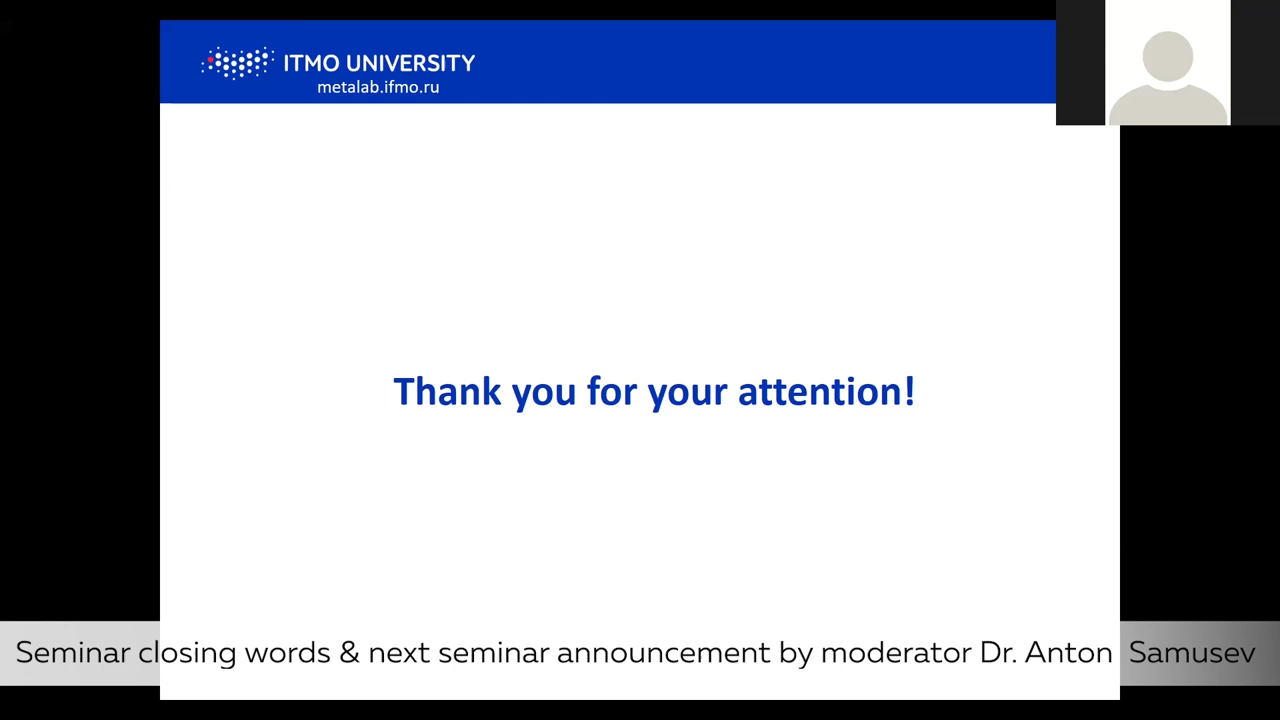 ITMO UNIVERSITY
metalab.ifmo.ru
Thank you for your attention!
Seminar closing words & next seminar announcement by moderator Dr. Anton Samusev